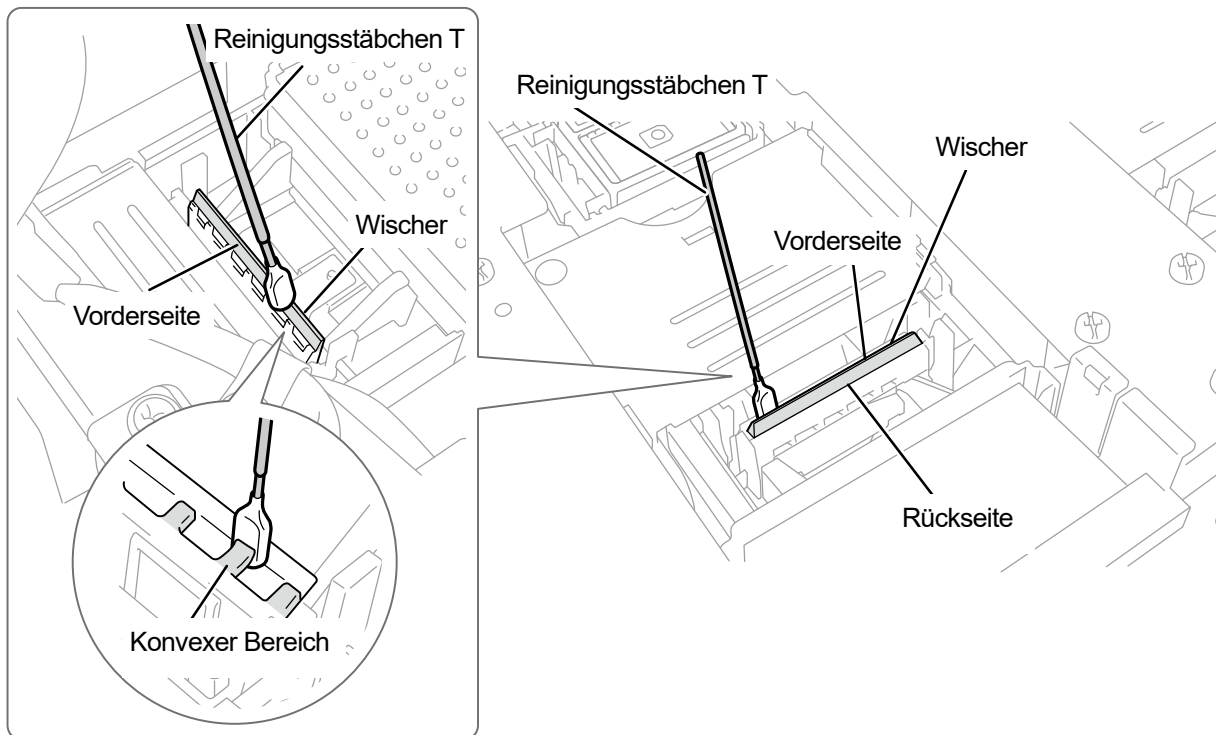 Reinigungsstäbchen T
Wischer
Vorderseite
Konvexer Bereich
Reinigungsstäbchen T
Wischer
Vorderseite
Rückseite